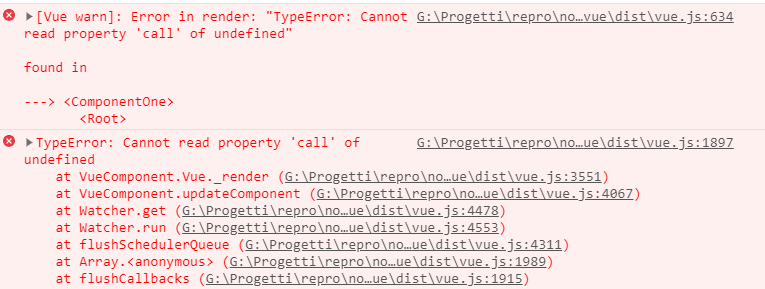 [Vue warn]: Error in render: "TypeError: Cannot G:\Progetti\repro\no…vue\dist\vue.js:634
read property 'call' of undefined"
found in
---> <ComponentOne>
<Root>
TypeError: Cannot read property 'call' of G:\Progetti\repro\no…ue\dist\vue.js:1897
undefined
at VueComponent.Vue._render (G:\Progetti\repro\no…ue\dist\vue.js:3551)
at VueComponent.updateComponent (G:\Progetti\repro\no…ue\dist\vue.js:4067)
at Watcher.get (G:\Progetti\repro\no…ue\dist\vue.js:4478)
at Watcher.run (G:\Progetti\repro\no…ue\dist\vue.js:4553)
at flushSchedulerQueue (G:\Progetti\repro\no…ue\dist\vue.js:4311)
at Array.<anonymous> (G:\Progetti\repro\no…ue\dist\vue.js:1989)
at flushCallbacks (G:\Progetti\repro\no…ue\dist\vue.js:1915)